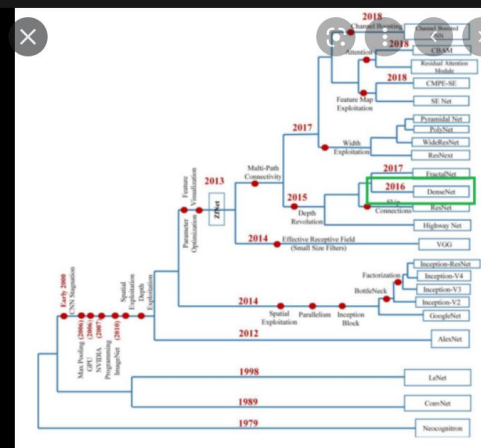 2018
Channel Boosting
Channel Boosted
2018
Attention
CBAM
Residual Attention
Module
2018
CMPE-SE
Feature Map
Exploitation
SE Net
2017
Pyramidal Net
PolyNet
Width
Exploitation
WideResNet
ResNext
Multi-Path
Connectivity
2017
FractalNet
2016
DenseNet
2015
Skip
Connections
ResNet
Depth
Revolution
Highway Net
Feature
Visualization
2013
ZfNet
Parameter
Optimization
2014
Effective Receptive Field
(Small Size Filters)
VGG
Inception-ResNet
Factorization
Inception-V4
Inception-V3
BottleNeck
Inception-V2
GoogleNet
2014
Spatial
Exploitation
Parallelism
Inception
Block
Early 2000
CNN Stagnation
Max Pooling (2006)
GPU (2006)
NVIDIA (2007)
Programming
ImageNet (2010)
Spatial
Exploitation
Depth
Exploitation
2012
AlexNet
1998
LeNet
1989
ConvNet
1979
Neocognitron